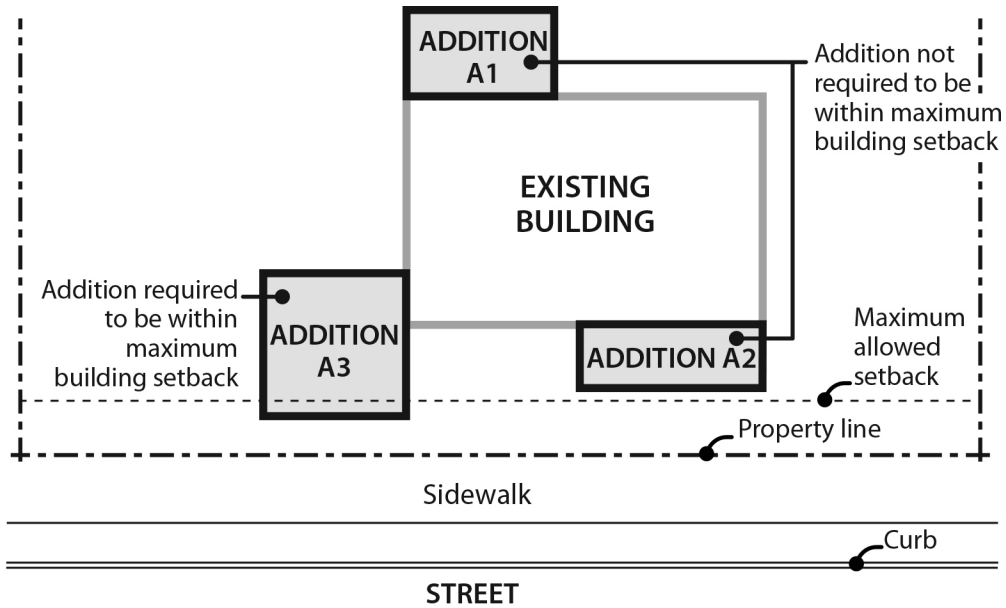 ADDITION
A1
Addition not
required to be
within maximum
building setback
EXISTING
BUILDING
Addition required
to be within
maximum
building setback
ADDITION
A3
ADDITION A2
Maximum
allowed
setback
Property line
Sidewalk
Curb
STREET